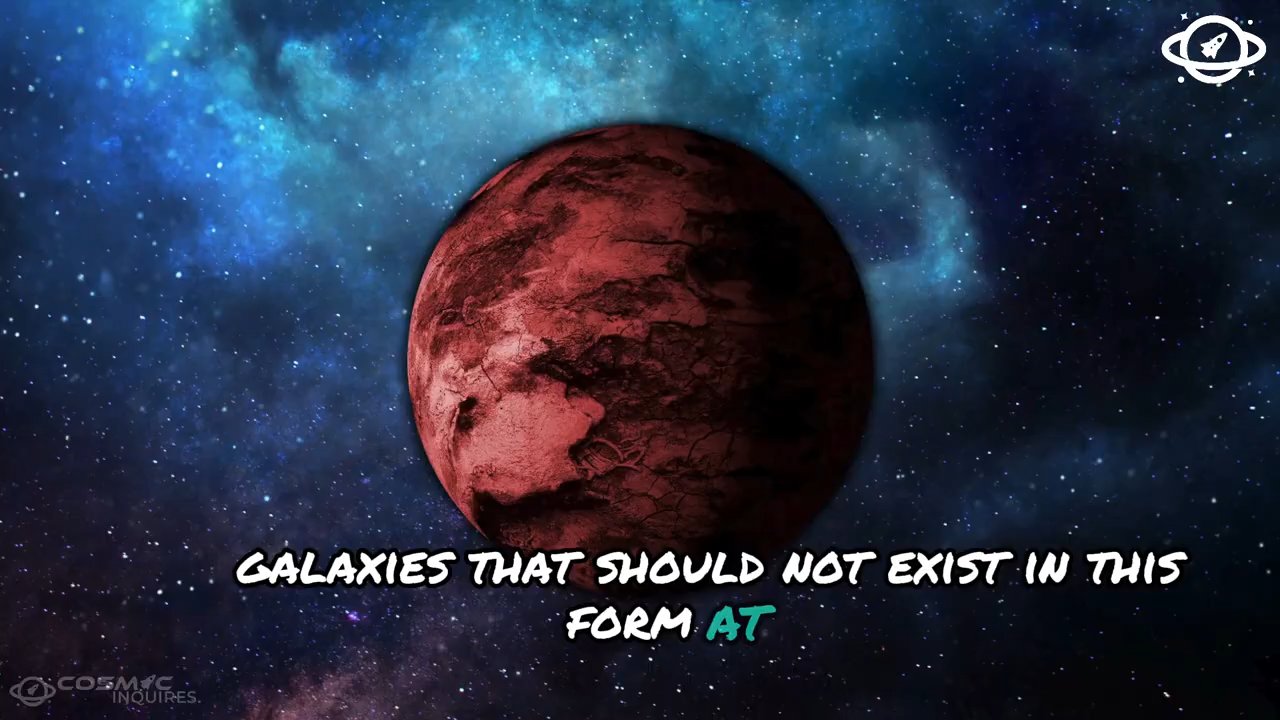 GALAXIES THAT SHOULD NOT EXIST IN THIS
FORM AT
COSMIC
INQUIRES